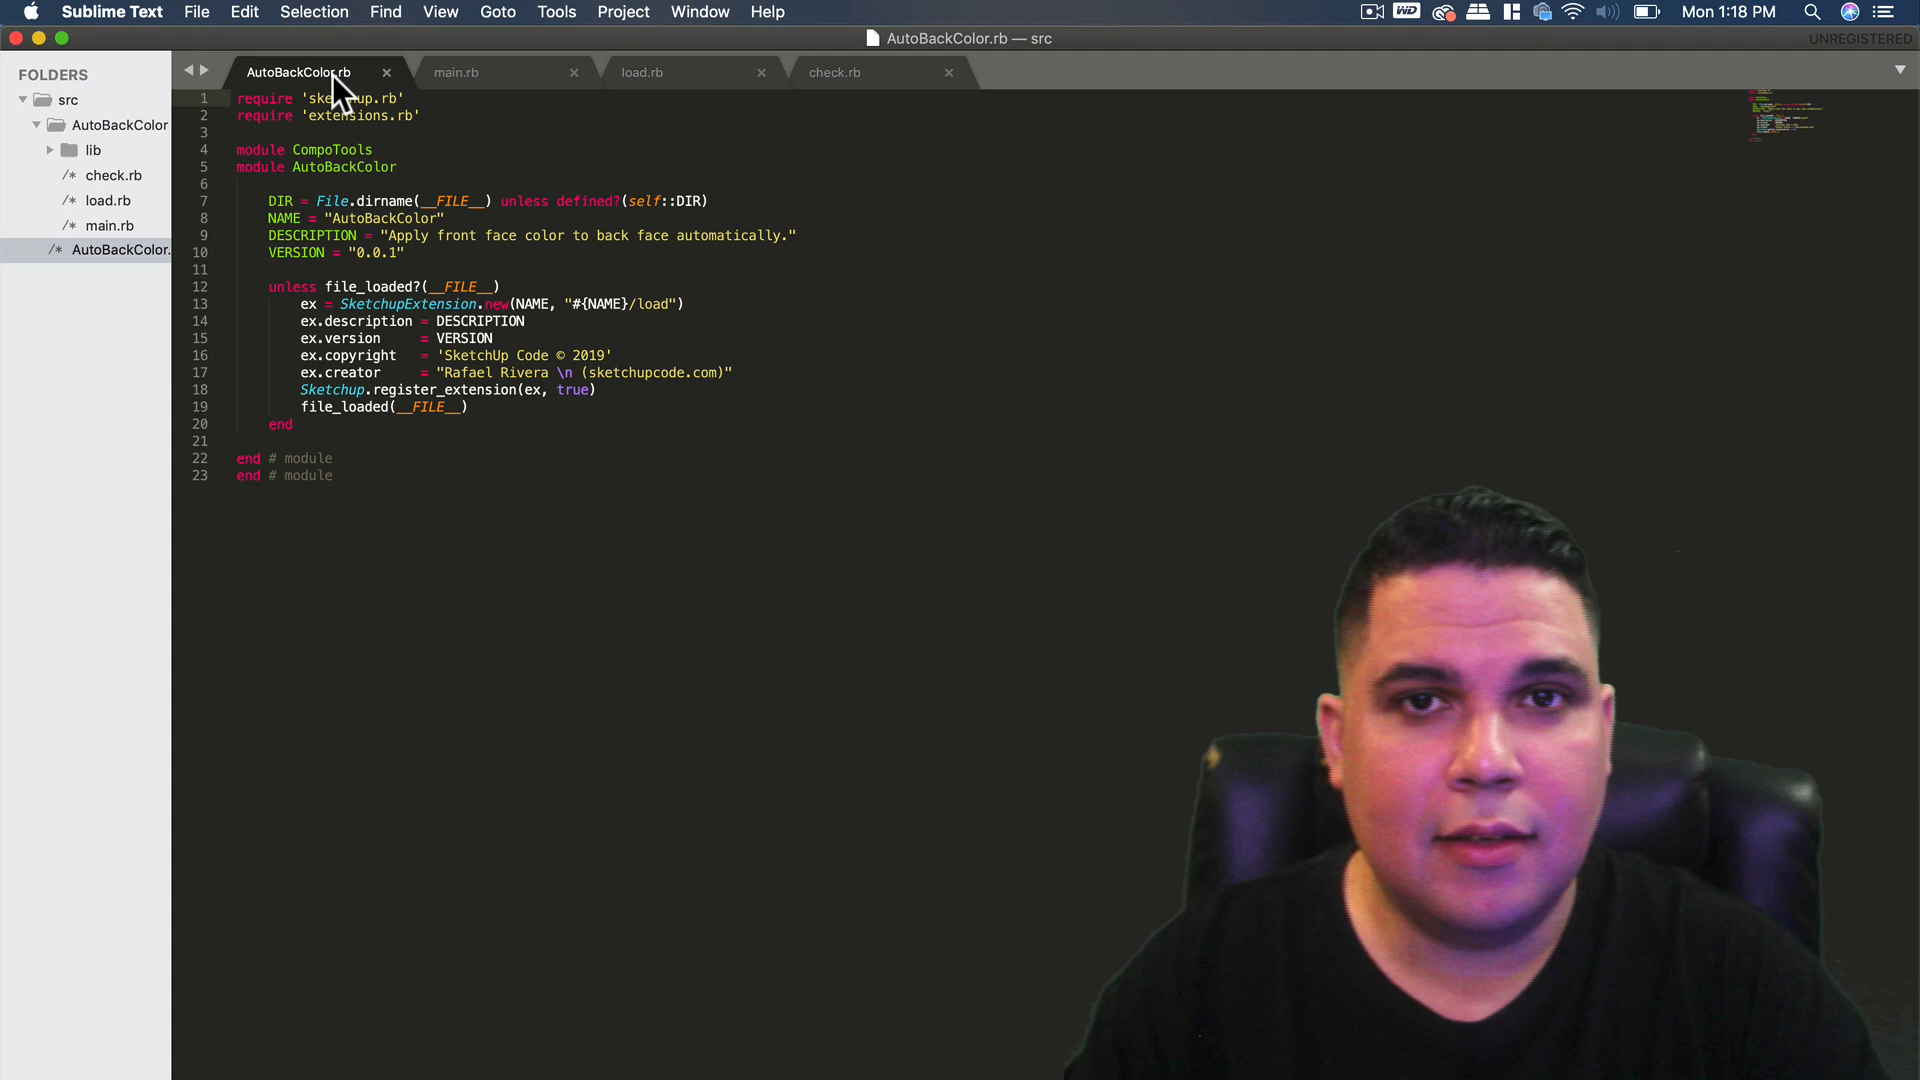 Sublime Text File Edit Selection Find View Goto Tools Project Window Help WD Mon 1:18 PM
AutoBackColor.rb — src UNREGISTERED
FOLDERS
src
AutoBackColor
lib
/* check.rb
/* load.rb
/* main.rb
/* AutoBackColor.
AutoBackColor.rb × main.rb × load.rb × check.rb ×
1 require 'sketchup.rb'
2 require 'extensions.rb'
3
4 module CompoTools
5 module AutoBackColor
6
7 DIR = File.dirname(__FILE__) unless defined?(self::DIR)
8 NAME = "AutoBackColor"
9 DESCRIPTION = "Apply front face color to back face automatically."
10 VERSION = "0.0.1"
11
12 unless file_loaded?(__FILE__)
13 ex = SketchupExtension.new(NAME, "#{NAME}/load")
14 ex.description = DESCRIPTION
15 ex.version = VERSION
16 ex.copyright = 'SketchUp Code © 2019'
17 ex.creator = "Rafael Rivera \n (sketchupcode.com)"
18 Sketchup.register_extension(ex, true)
19 file_loaded(__FILE__)
20 end
21
22 end # module
23 end # module